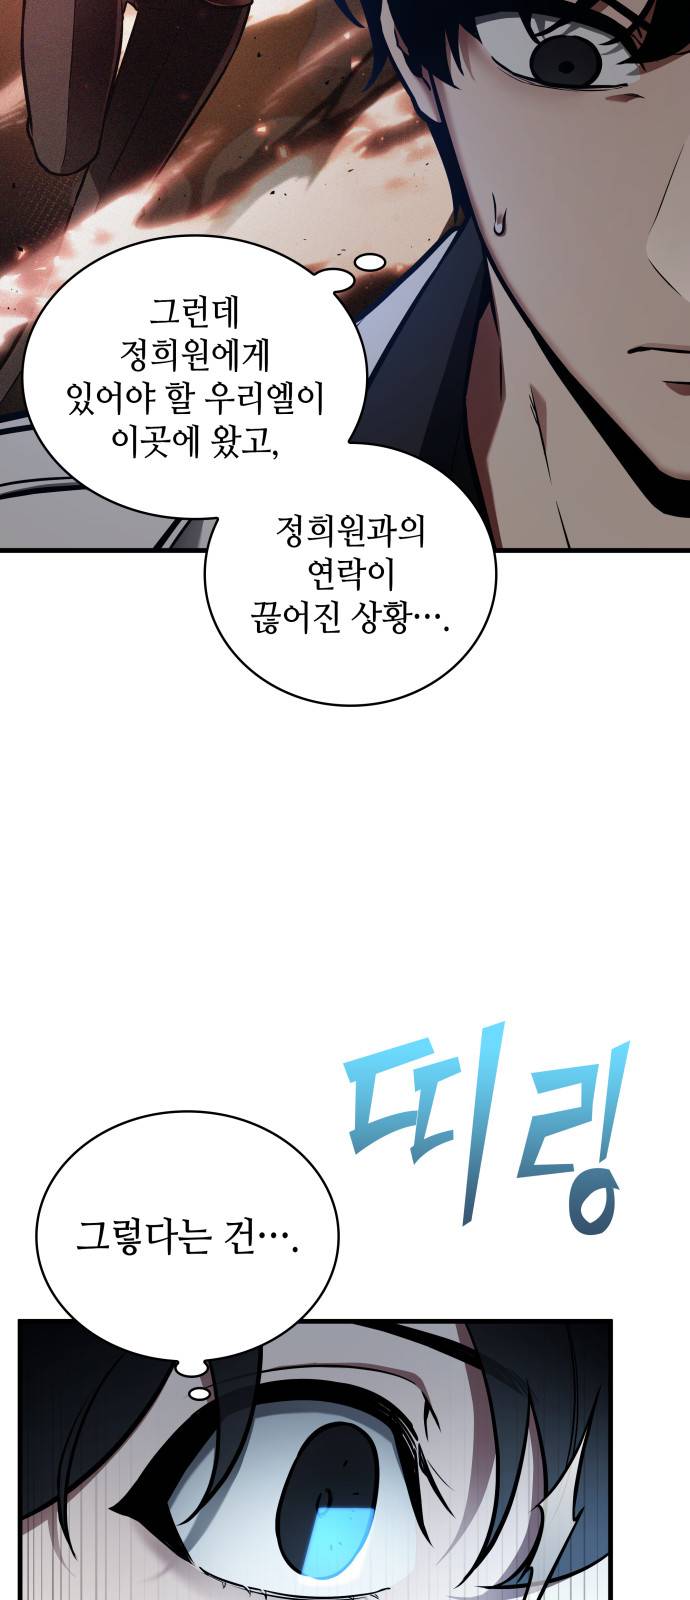 그런데
정희원에게
있어야 할 우리엘이
이곳에 왔고,
정희원과의
연락이
끊어진 상황….
띠링
그렇다는 건….